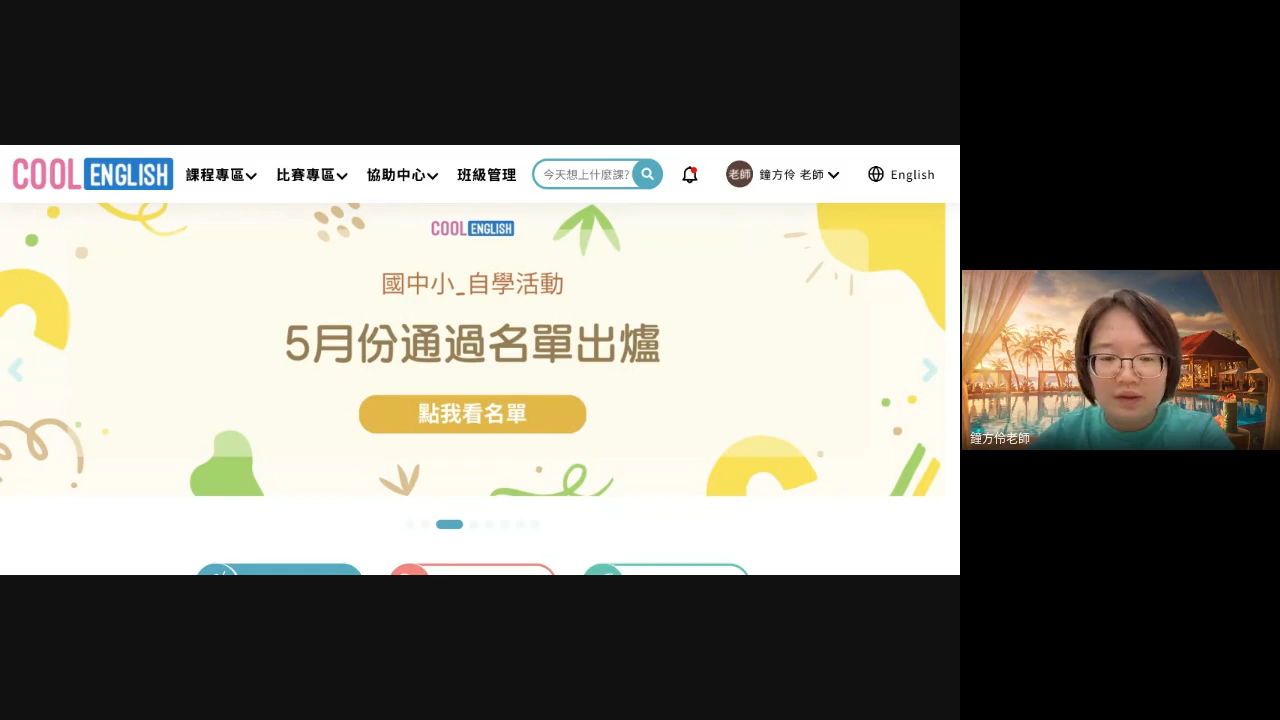 COOL ENGLISH
課程專區
比賽專區
協助中心
班級管理
今天想上什麼課?
老師
鐘方伶 老師
English
COOL ENGLISH
國中小_自學活動
5月份通過名單出爐
點我看名單
鐘方伶老師